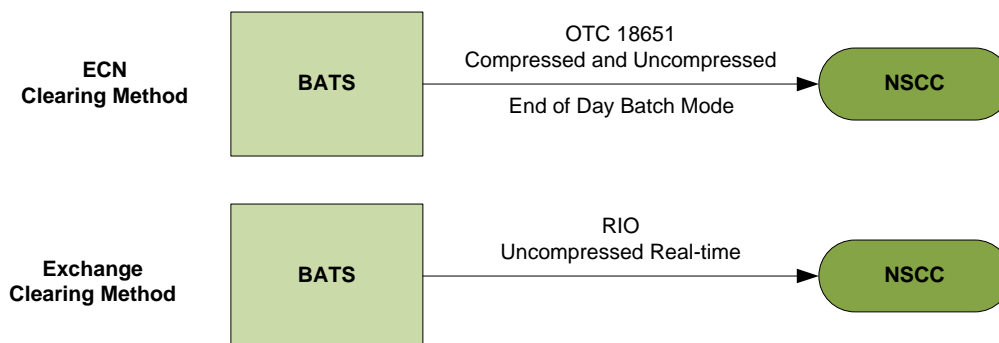 ECN
Clearing Method
BATS
OTC 18651
Compressed and Uncompressed
End of Day Batch Mode
NSCC
Exchange
Clearing Method
BATS
RIO
Uncompressed Real-time
NSCC